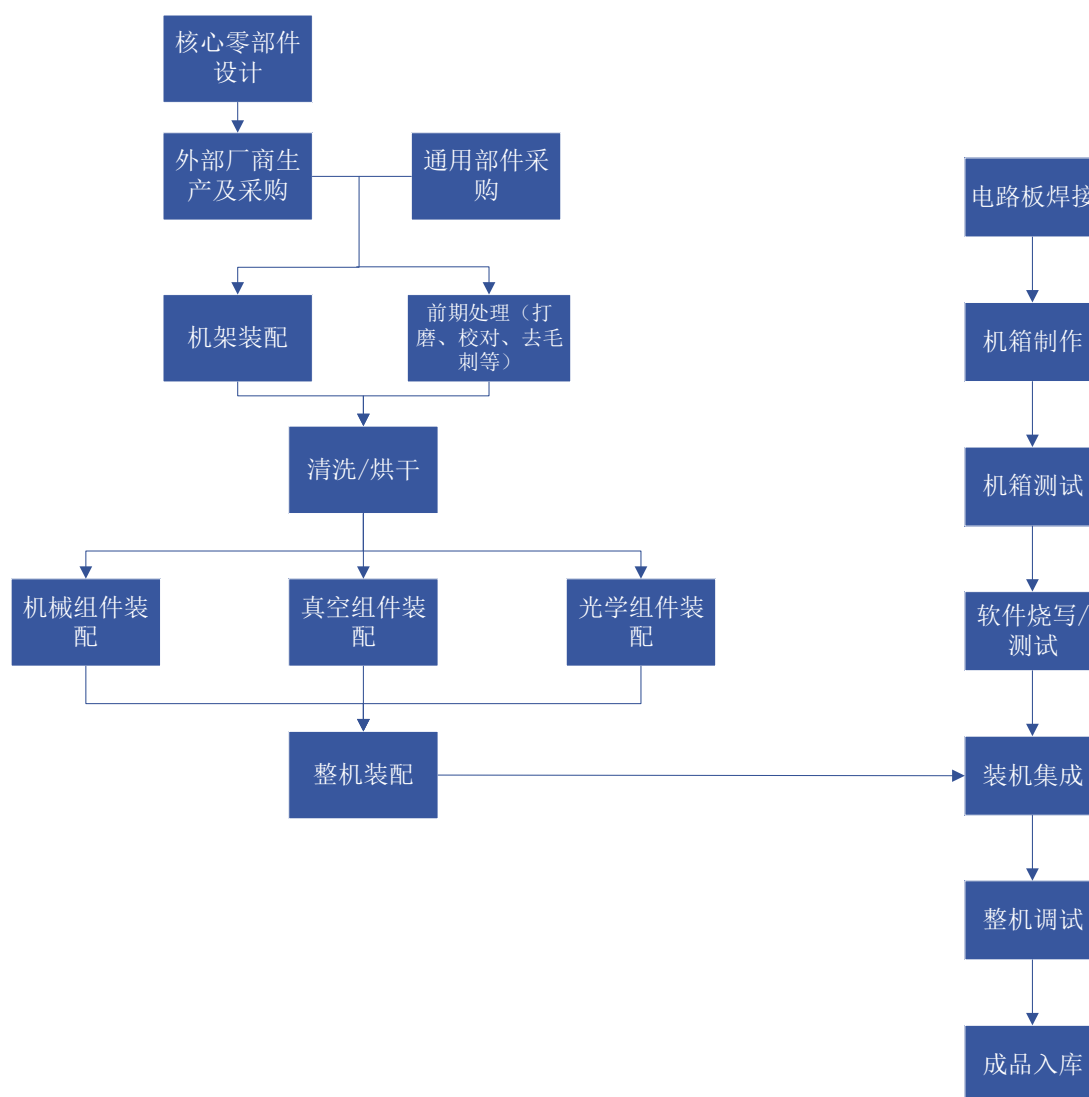 核心零部件
设计
外部厂商生
产及采购
通用部件采
购
机架装配
前期处理（打
磨、校对、去毛
刺等）
清洗/烘干
机械组件装
配
真空组件装
配
光学组件装
配
整机装配
电路板焊接
机箱制作
机箱测试
软件烧写/
测试
装机集成
整机调试
成品入库